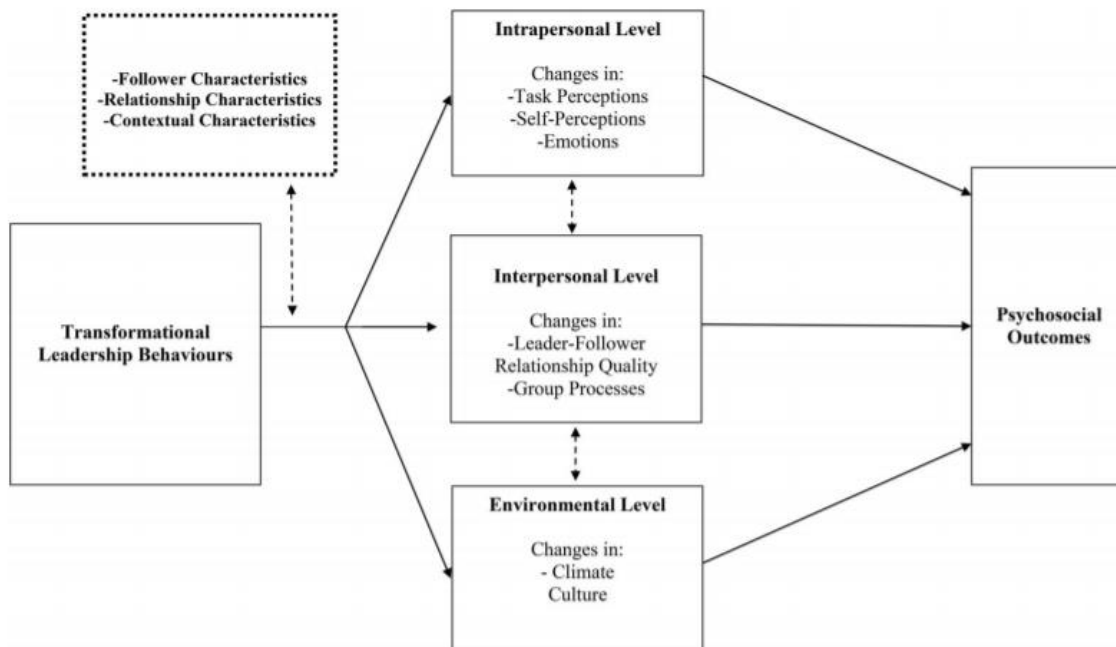 -Follower Characteristics
-Relationship Characteristics
-Contextual Characteristics
Transformational
Leadership Behaviours
Intrapersonal Level
Changes in:
-Task Perceptions
-Self-Perceptions
-Emotions
Interpersonal Level
Changes in:
-Leader-Follower
Relationship Quality
-Group Processes
Environmental Level
Changes in:
- Climate
Culture
Psychosocial
Outcomes